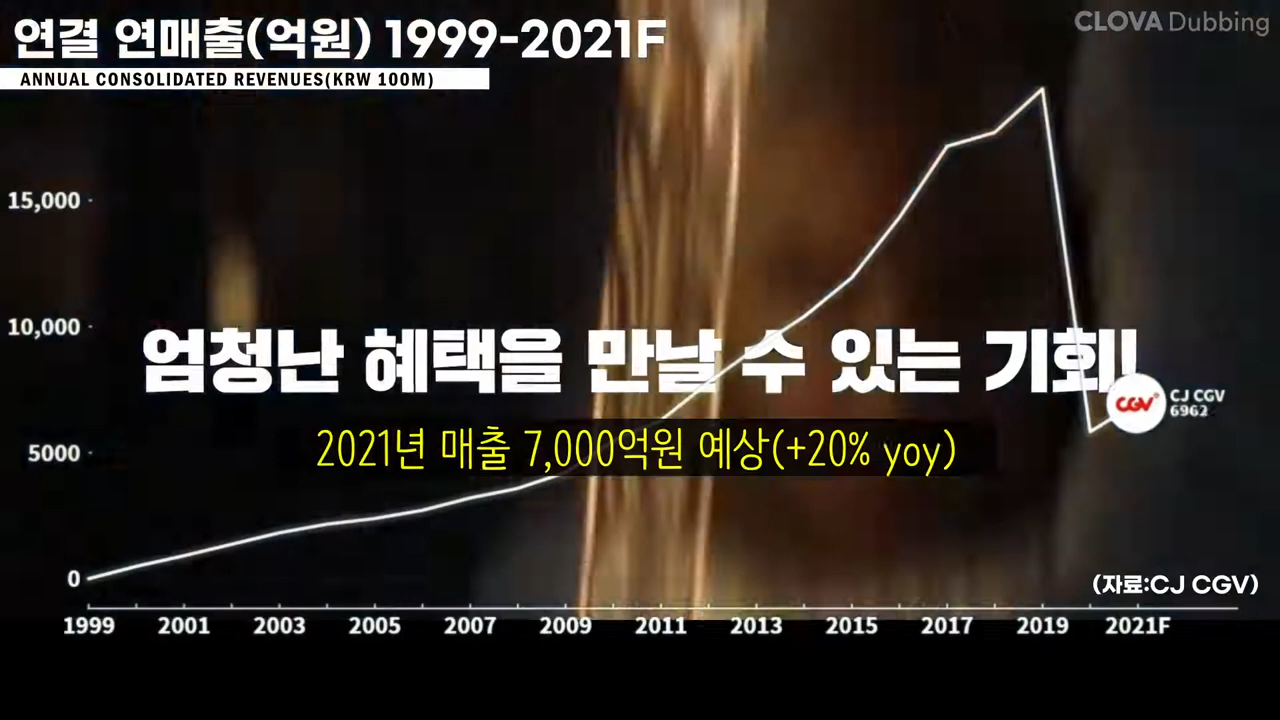 연결 연매출(억원) 1999-2021F
CLOVA Dubbing
ANNUAL CONSOLIDATED REVENUES(KRW 100M)
15,000
10,000
엄청난 혜택을 만날 수 있는 기회!
CGV
CJ CGV
6962
2021년 매출 7,000억원 예상(+20% yoy)
5000
0
(자료:CJ CGV)
1999 2001 2003 2005 2007 2009 2011 2013 2015 2017 2019 2021F